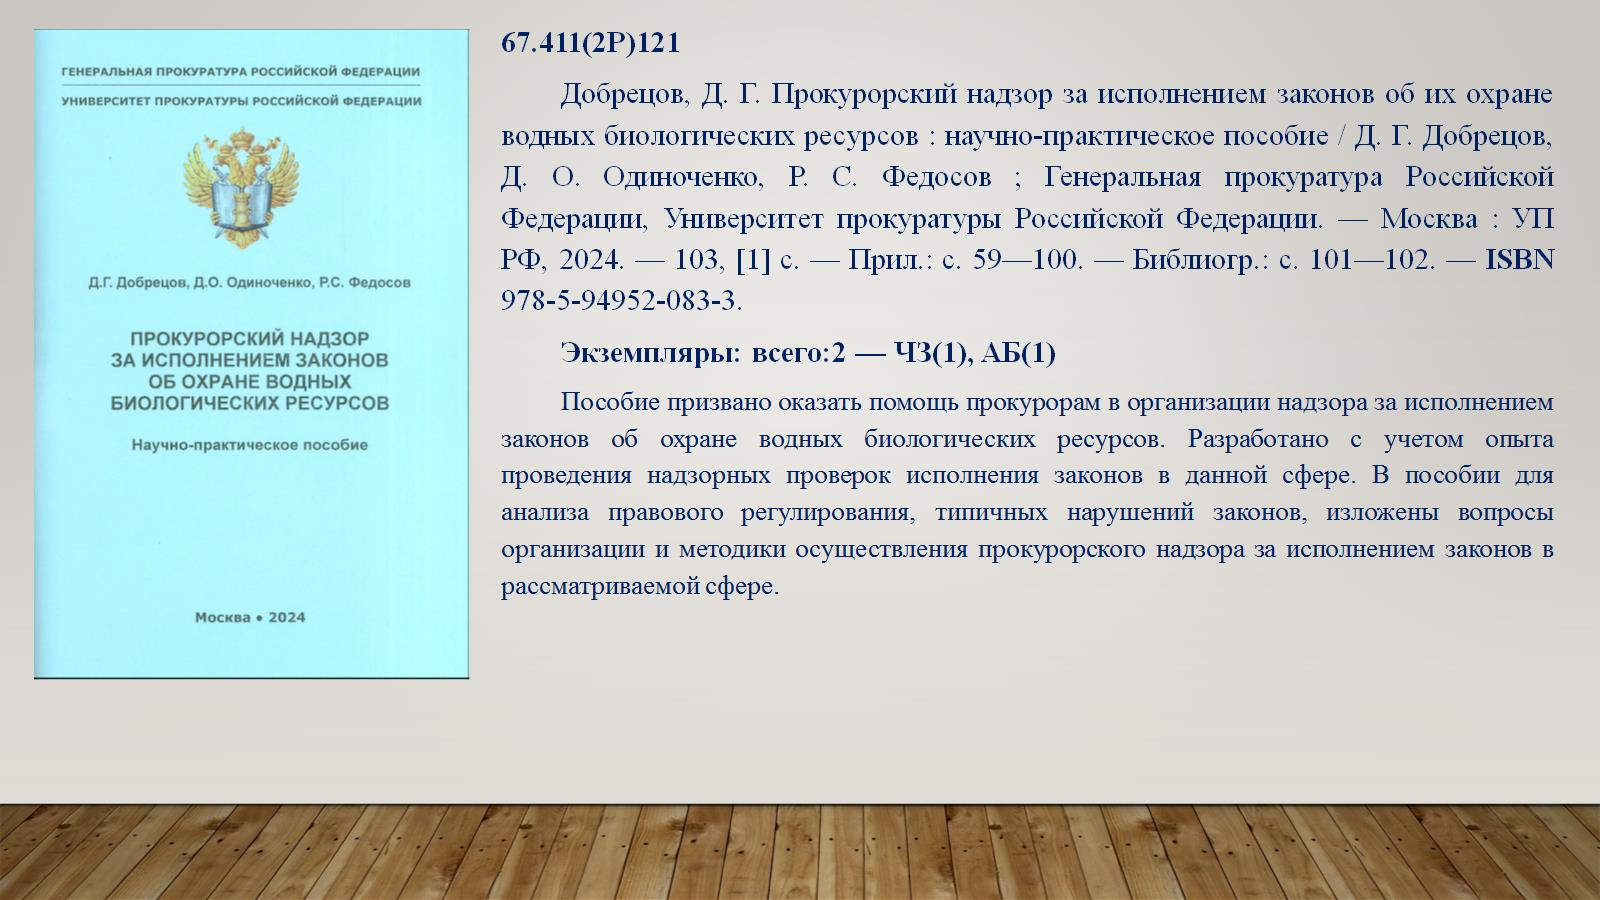 ГЕНЕРАЛЬНАЯ ПРОКУРАТУРА РОССИЙСКОЙ ФЕДЕРАЦИИ
УНИВЕРСИТЕТ ПРОКУРАТУРЫ РОССИЙСКОЙ ФЕДЕРАЦИИ
Д.Г. Добрецов, Д.О. Одиноченко, Р.С. Федосов
ПРОКУРОРСКИЙ НАДЗОР
ЗА ИСПОЛНЕНИЕМ ЗАКОНОВ
ОБ ОХРАНЕ ВОДНЫХ
БИОЛОГИЧЕСКИХ РЕСУРСОВ
Научно-практическое пособие
Москва • 2024
67.411(2Р)121
Добрецов, Д. Г. Прокурорский надзор за исполнением законов об их охране
водных биологических ресурсов : научно-практическое пособие / Д. Г. Добрецов,
Д. О. Одиноченко, Р. С. Федосов ; Генеральная прокуратура Российской
Федерации, Университет прокуратуры Российской Федерации. — Москва : УП
РФ, 2024. — 103, [1] с. — Прил.: с. 59—100. — Библиогр.: с. 101—102. — ISBN
978-5-94952-083-3.
Экземпляры: всего:2 — ЧЗ(1), АБ(1)
Пособие призвано оказать помощь прокурорам в организации надзора за исполнением
законов об охране водных биологических ресурсов. Разработано с учетом опыта
проведения надзорных проверок исполнения законов в данной сфере. В пособии для
анализа правового регулирования, типичных нарушений законов, изложены вопросы
организации и методики осуществления прокурорского надзора за исполнением законов в
рассматриваемой сфере.